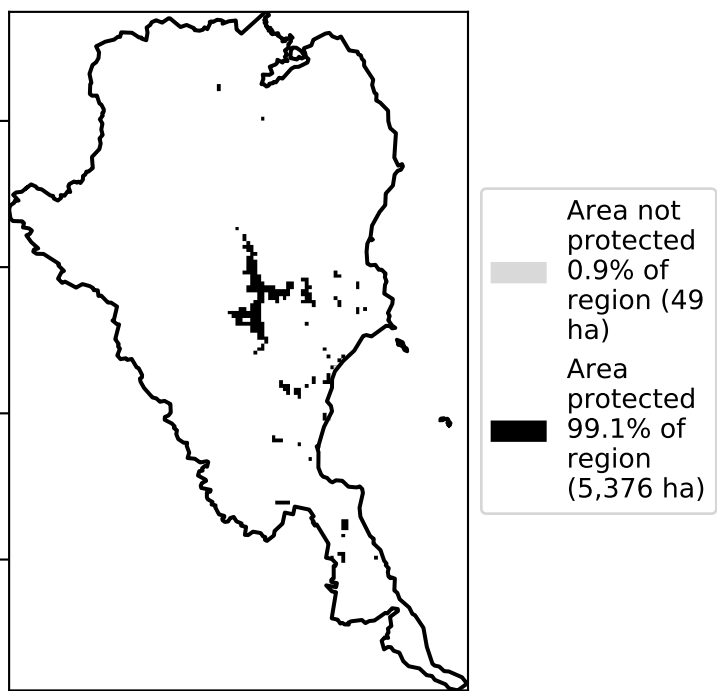 Area not
protected
0.9% of
region (49
ha)
Area
protected
99.1% of
region
(5,376 ha)